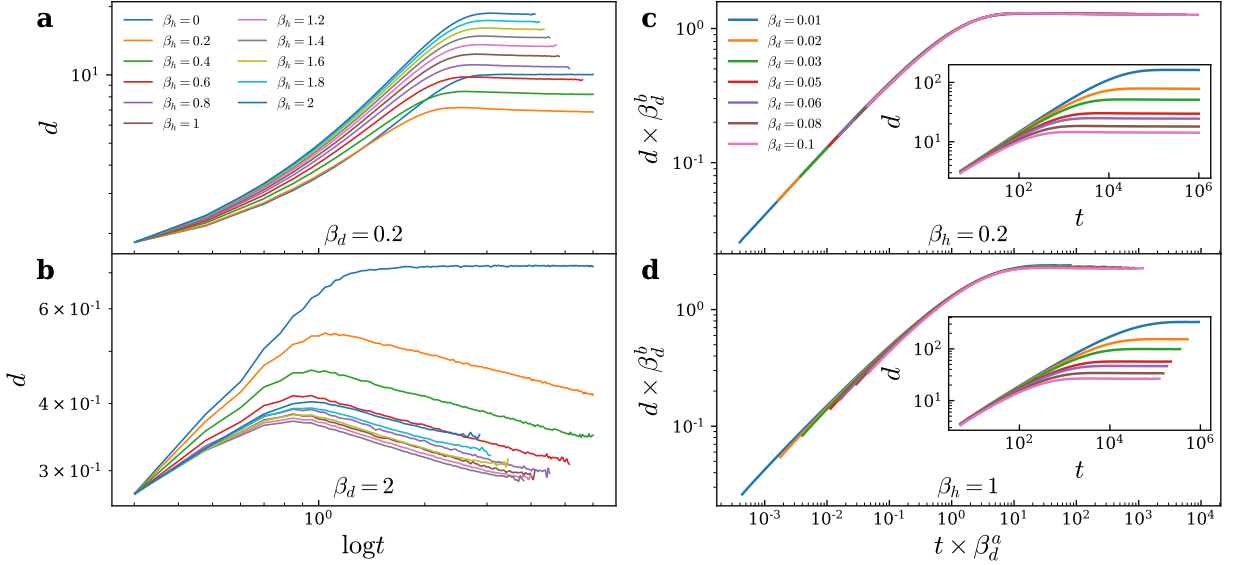 a
β_h = 0
β_h = 0.2
β_h = 0.4
β_h = 0.6
β_h = 0.8
β_h = 1
β_h = 1.2
β_h = 1.4
β_h = 1.6
β_h = 1.8
β_h = 2
10^1
d
β_d = 0.2
b
6 × 10^-1
4 × 10^-1
3 × 10^-1
d
β_d = 2
10^0
logt
c
β_d = 0.01
β_d = 0.02
β_d = 0.03
β_d = 0.05
β_d = 0.06
β_d = 0.08
β_d = 0.1
10^0
10^-1
d × β_d^b
10^2
10^1
d
10^2 10^4 10^6
t
β_h = 0.2
d
10^0
10^-1
d × β_d^b
10^2
10^1
d
10^2 10^4 10^6
t
β_h = 1
10^-3 10^-2 10^-1 10^0 10^1 10^2 10^3 10^4
t × β_d^a